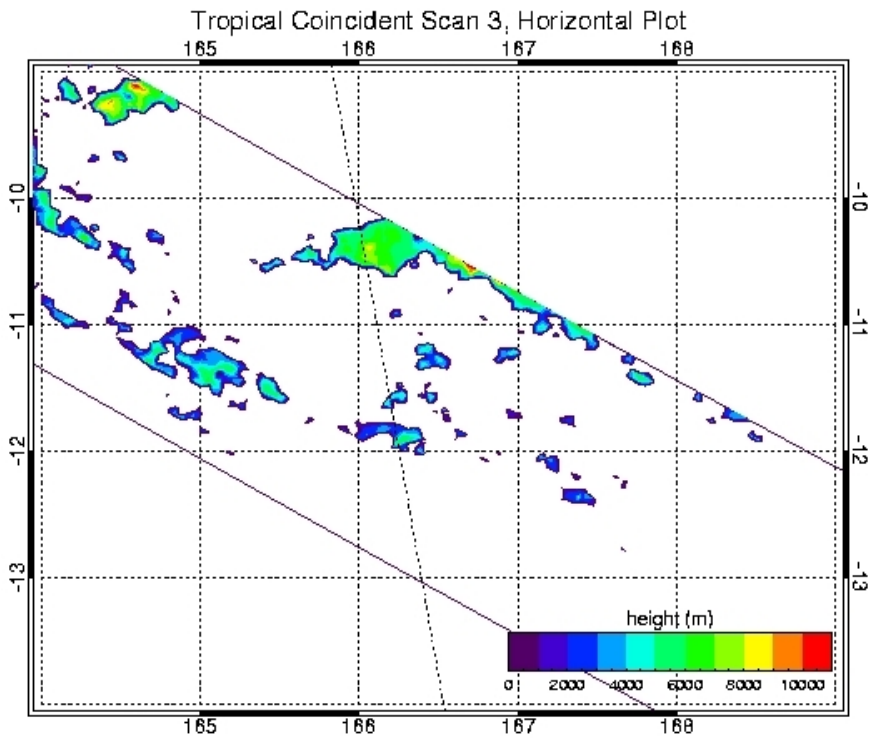 Tropical Coincident Scan 3, Horizontal Plot
165 166 167 168
-10 -10
-11 -11
-12 -12
-13 -13
height (m)
0 2000 4000 6000 8000 10000
165 166 167 168